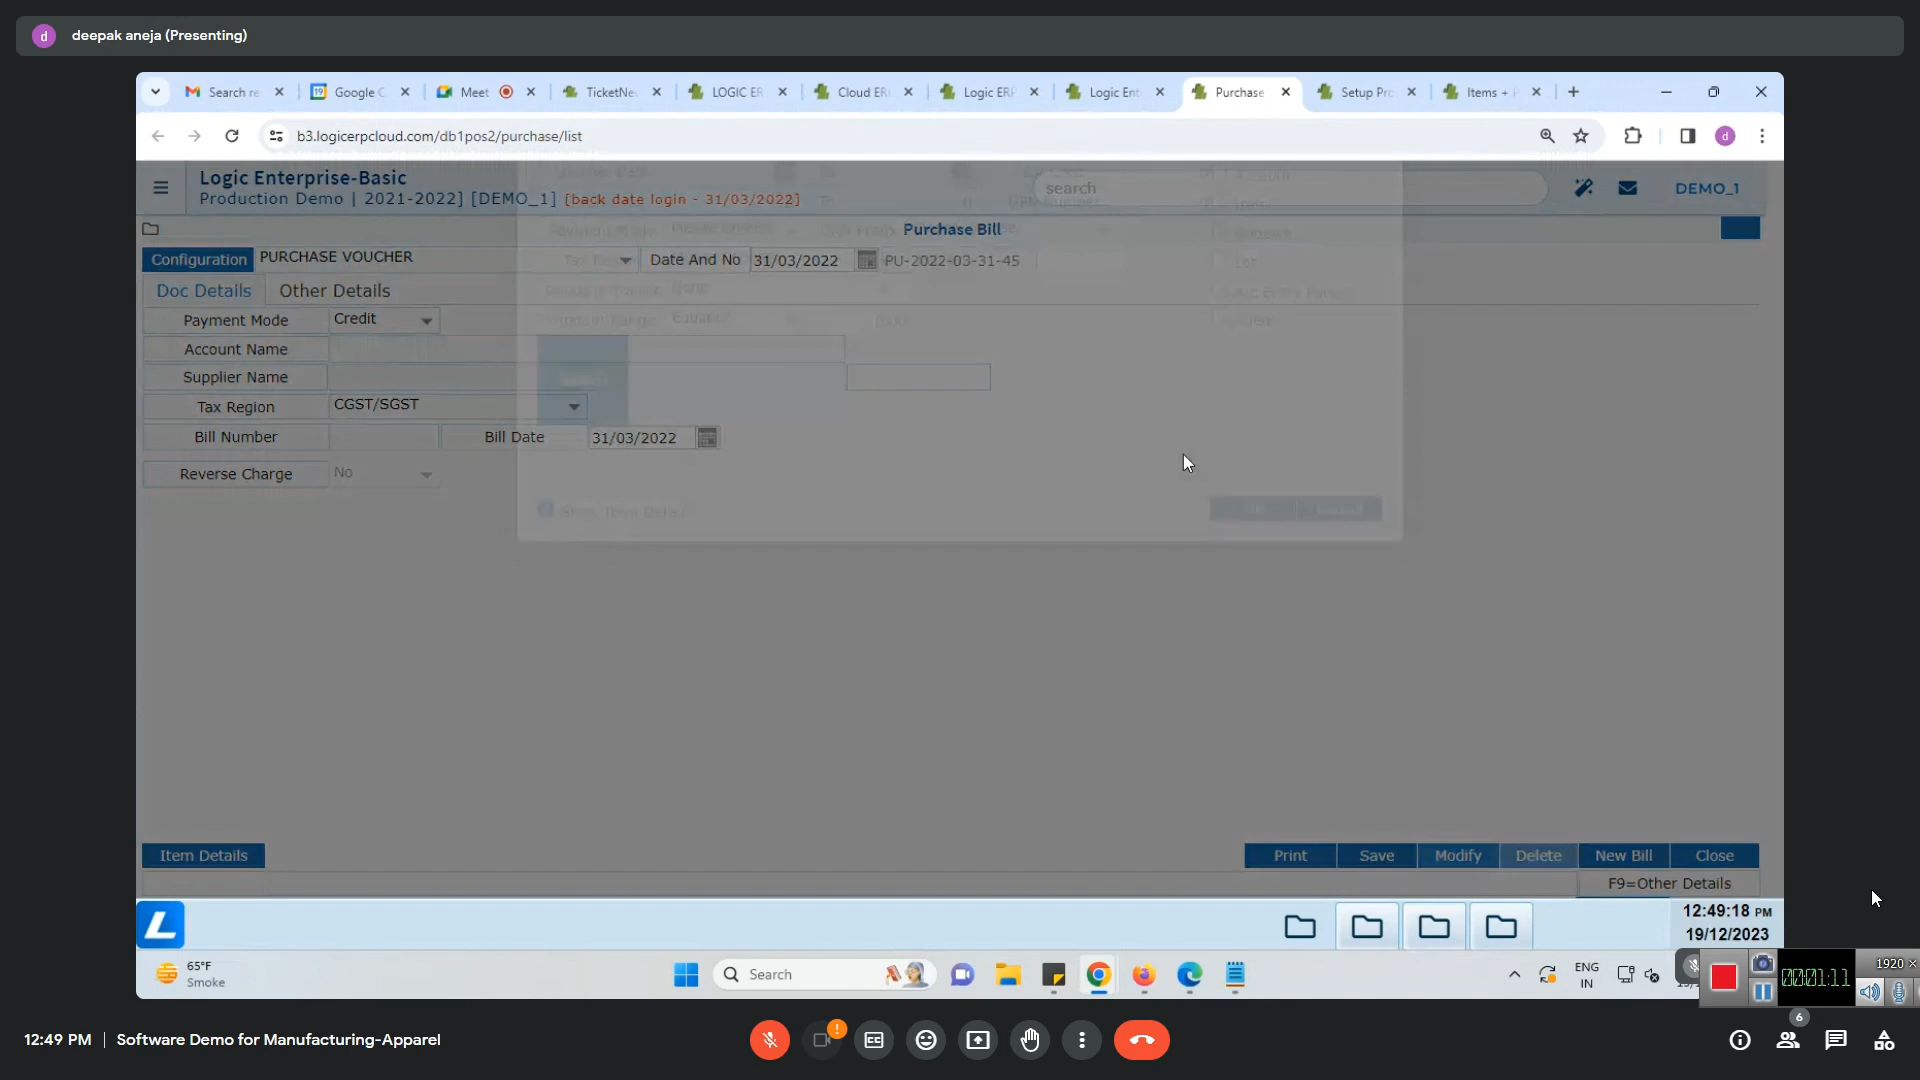 d deepak aneja (Presenting)
Search re
Google C
Meet
TicketNe
LOGIC ER
Cloud ER
Logic ERP
Logic Ent
Purchase
Setup Pro
Items +
b3.logicerpcloud.com/db1pos2/purchase/list
d
Logic Enterprise-Basic
Production Demo | 2021-2022] [DEMO_1] [back date login - 31/03/2022]
search
DEMO_1
Purchase Bill
Configuration PURCHASE VOUCHER
Date And No 31/03/2022 PU-2022-03-31-45
Doc Details Other Details
Payment Mode Credit
Account Name
Supplier Name
Tax Region CGST/SGST
Bill Number Bill Date 31/03/2022
Reverse Charge No
Item Details Print Save Modify Delete New Bill Close
F9=Other Details
12:49:18 PM
19/12/2023
65°F
Smoke
Search
ENG
IN
1920 ×
00:01:11
6
12:49 PM | Software Demo for Manufacturing-Apparel